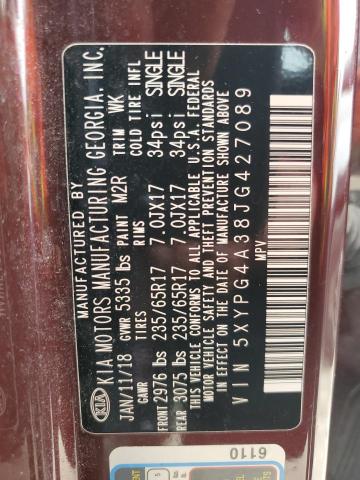 MANUFACTURED BY
KIA KIA MOTORS MANUFACTURING GEORGIA, INC.
JAN/11/18 GVWR 5335 lbs PAINT M2R TRIM WK
GAWR TIRES RIMS COLD TIRE INFL
FRONT 2976 lbs 235/65R17 7.0JX17 34psi SINGLE
REAR 3075 lbs 235/65R17 7.0JX17 34psi SINGLE
THIS VEHICLE CONFORMS TO ALL APPLICABLE U.S.A. FEDERAL
MOTOR VEHICLE SAFETY AND THEFT PREVENTION STANDARDS
IN EFFECT ON THE DATE OF MANUFACTURE SHOWN ABOVE.
VIN 5XYPG4A38JG427089
MPV
6110